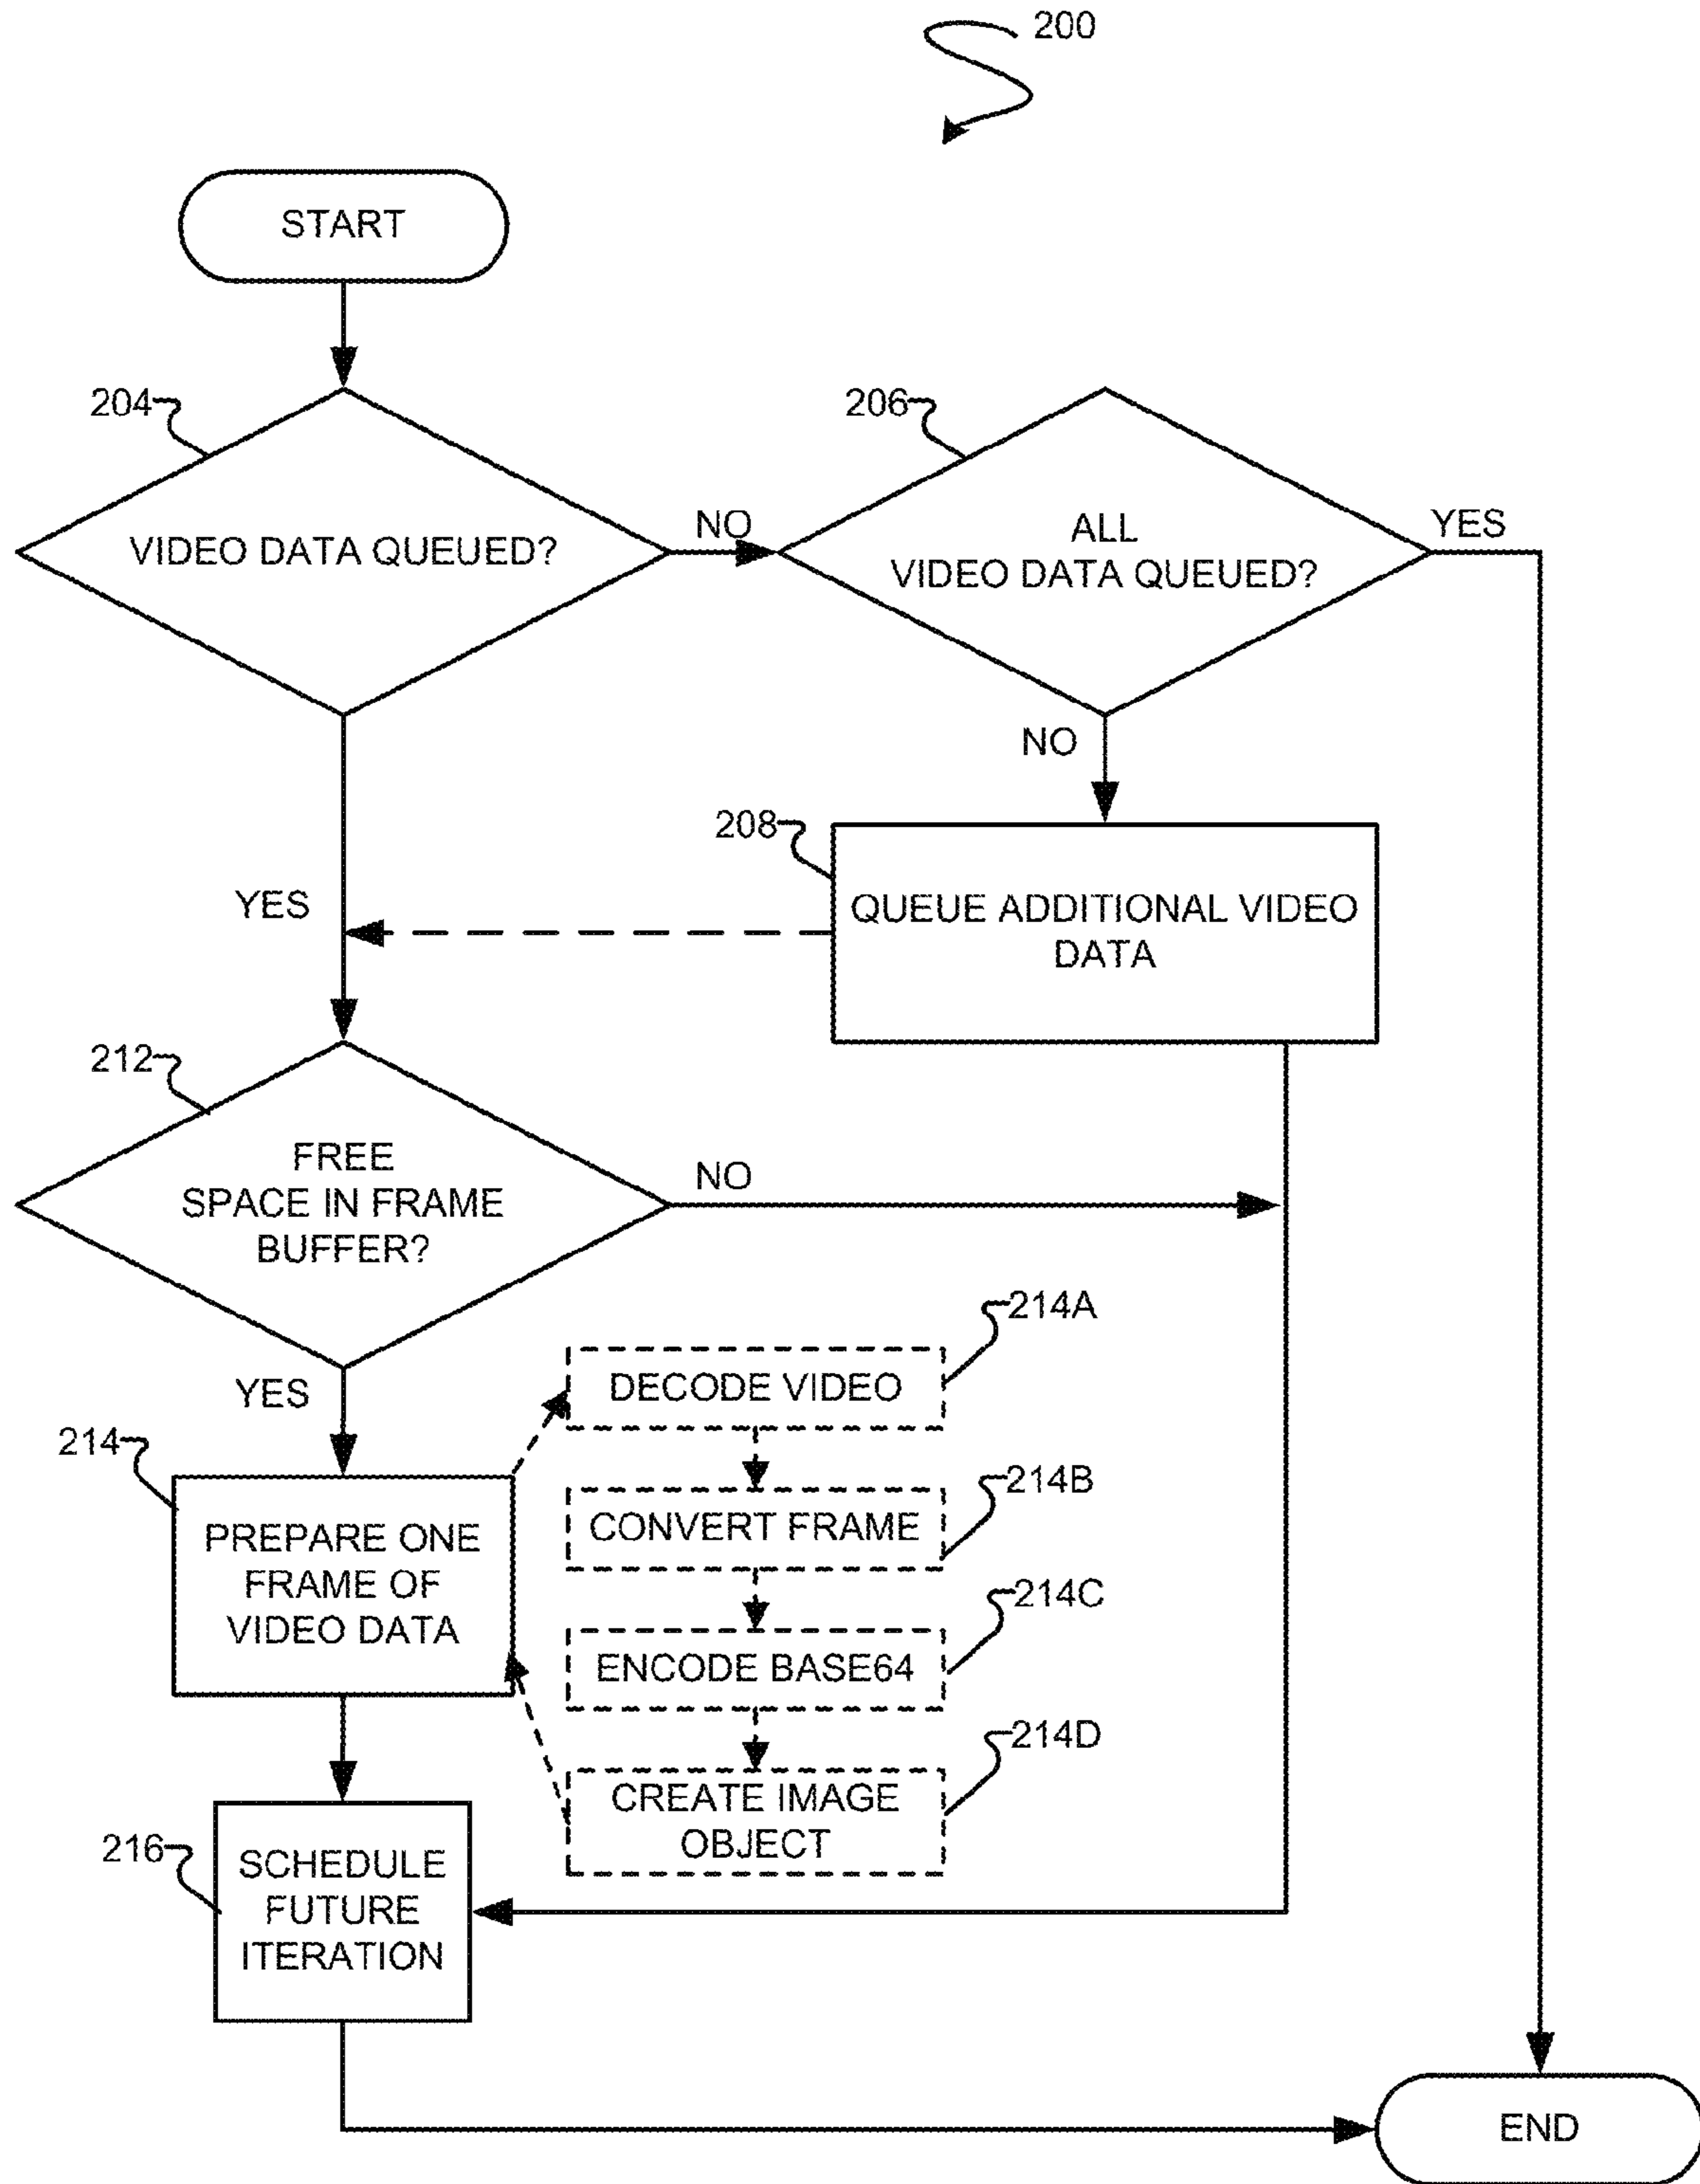 200
START
204
206
VIDEO DATA QUEUED?
NO
ALL
VIDEO DATA QUEUED?
YES
NO
208
QUEUE ADDITIONAL VIDEO
DATA
YES
212
FREE
SPACE IN FRAME
BUFFER?
NO
YES
214
PREPARE ONE
FRAME OF
VIDEO DATA
214A
DECODE VIDEO
214B
CONVERT FRAME
214C
ENCODE BASE64
214D
CREATE IMAGE
OBJECT
216
SCHEDULE
FUTURE
ITERATION
END